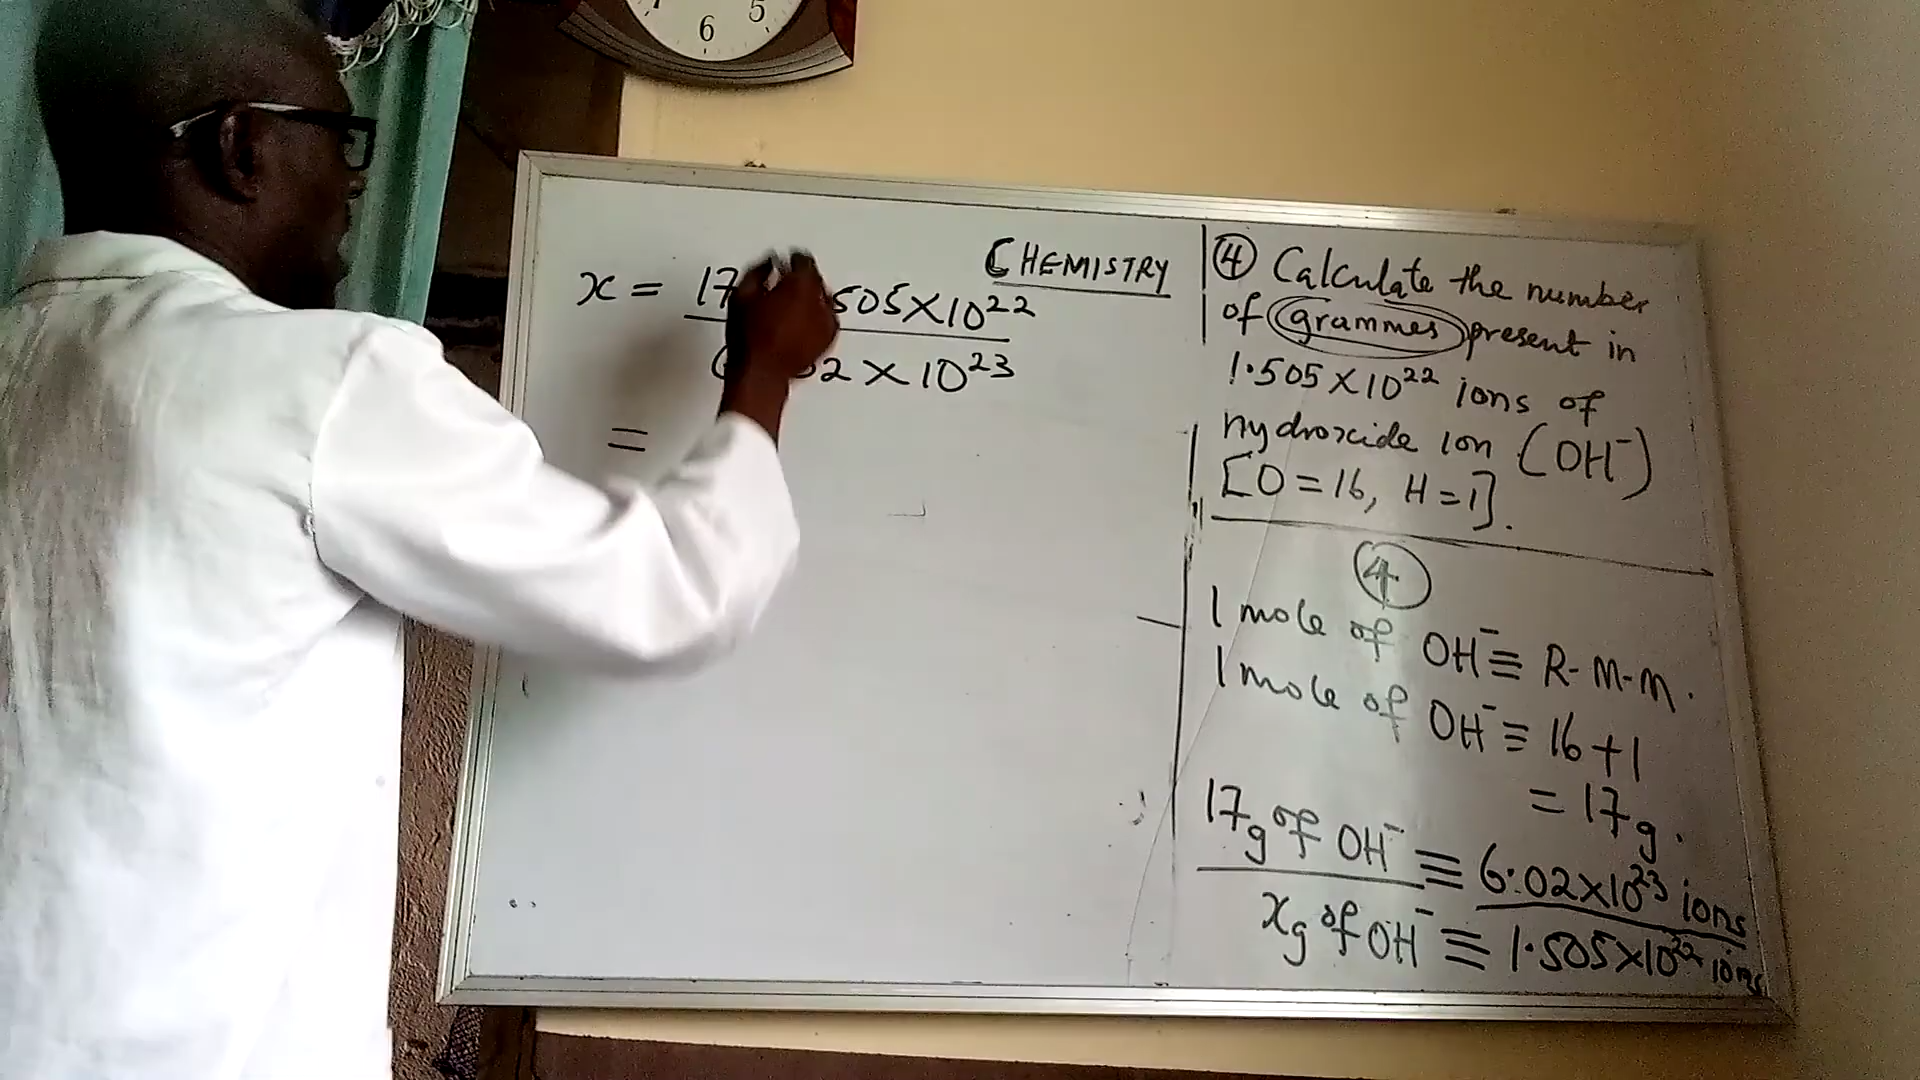 6 5
CHEMISTRY
x = 17 505 X 10²²
02 X 10²³
=
④ Calculate the number
of grammes present in
1.505 X 10²² ions of
hydroxide ion (OH⁻)
[O = 16, H = 1].
④
1 mole of OH⁻ ≡ R-M-M.
1 mole of OH⁻ ≡ 16 + 1
= 17g.
17g of OH⁻ ≡ 6.02 X 10²³ ions
xg of OH⁻ ≡ 1.505 X 10²² ions